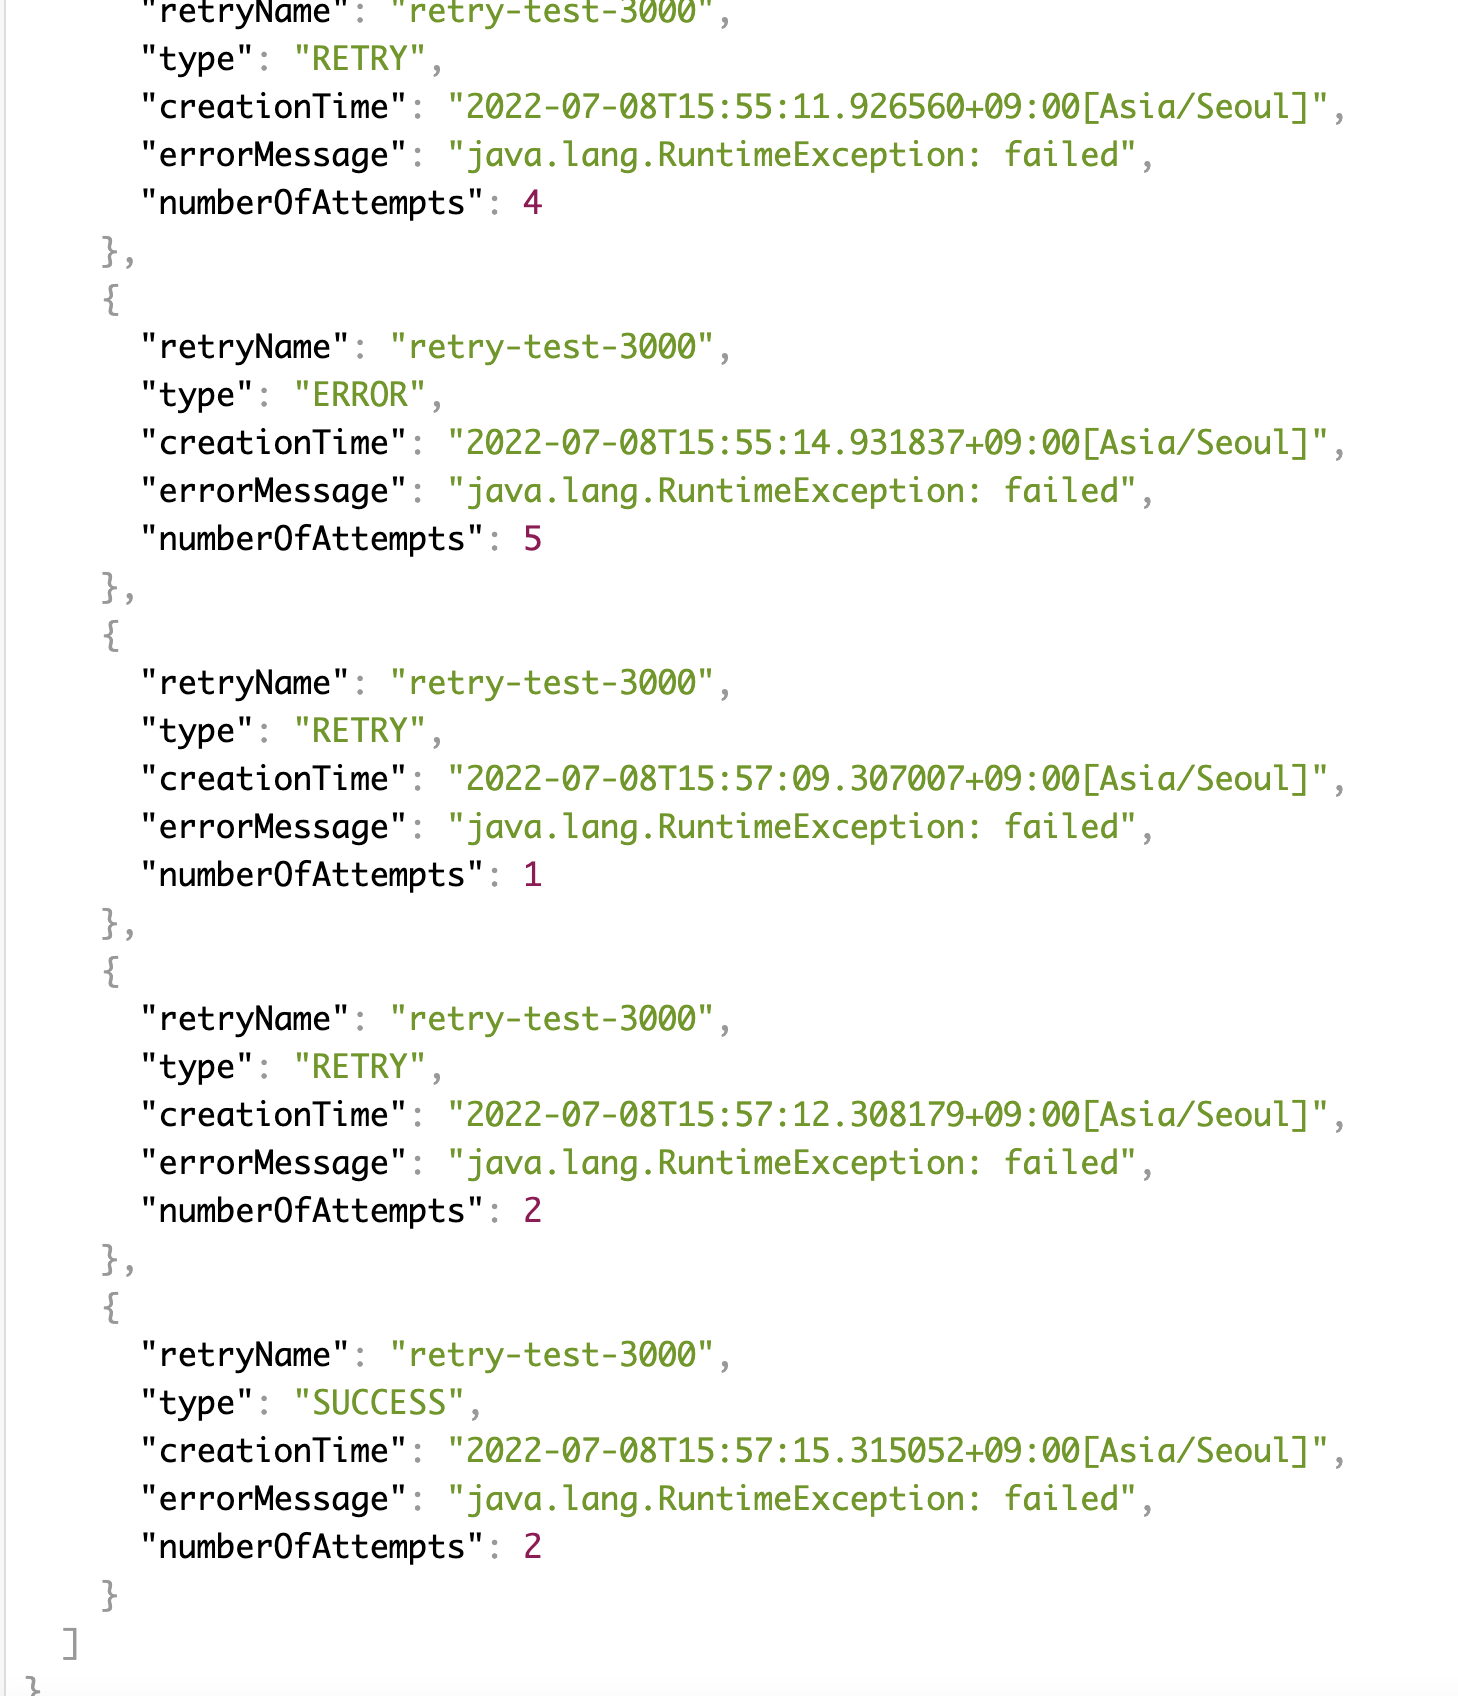 "retryName": "retry-test-3000",
"type": "RETRY",
"creationTime": "2022-07-08T15:55:11.926560+09:00[Asia/Seoul]",
"errorMessage": "java.lang.RuntimeException: failed",
"numberOfAttempts": 4
},
{
"retryName": "retry-test-3000",
"type": "ERROR",
"creationTime": "2022-07-08T15:55:14.931837+09:00[Asia/Seoul]",
"errorMessage": "java.lang.RuntimeException: failed",
"numberOfAttempts": 5
},
{
"retryName": "retry-test-3000",
"type": "RETRY",
"creationTime": "2022-07-08T15:57:09.307007+09:00[Asia/Seoul]",
"errorMessage": "java.lang.RuntimeException: failed",
"numberOfAttempts": 1
},
{
"retryName": "retry-test-3000",
"type": "RETRY",
"creationTime": "2022-07-08T15:57:12.308179+09:00[Asia/Seoul]",
"errorMessage": "java.lang.RuntimeException: failed",
"numberOfAttempts": 2
},
{
"retryName": "retry-test-3000",
"type": "SUCCESS",
"creationTime": "2022-07-08T15:57:15.315052+09:00[Asia/Seoul]",
"errorMessage": "java.lang.RuntimeException: failed",
"numberOfAttempts": 2
}
]
}